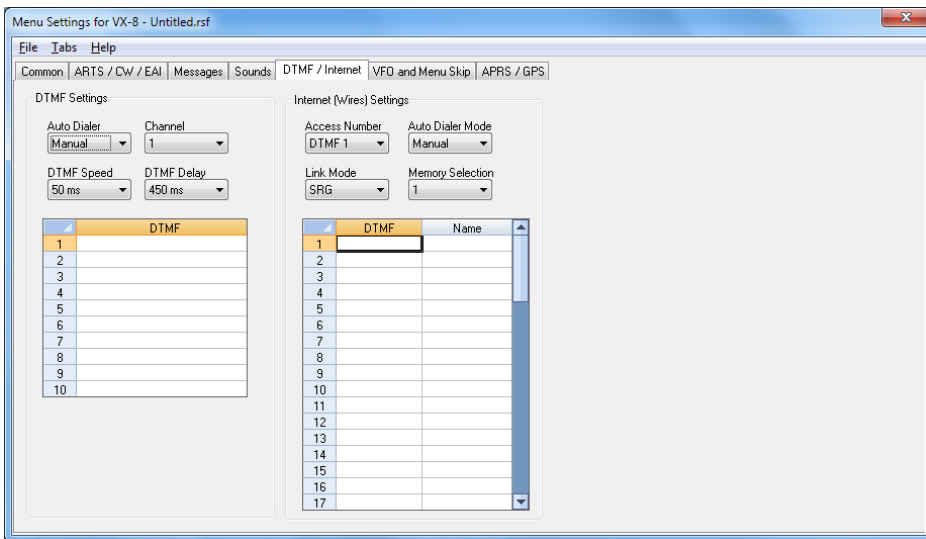 Menu Settings for VX-8 - Untitled.rsf
File Tabs Help
Common ARTS / CW / EAI Messages Sounds DTMF / Internet VFO and Menu Skip APRS / GPS
DTMF Settings
Auto Dialer Channel
Manual 1
DTMF Speed DTMF Delay
50 ms 450 ms
DTMF
1
2
3
4
5
6
7
8
9
10
Internet (Wires) Settings
Access Number Auto Dialer Mode
DTMF 1 Manual
Link Mode Memory Selection
SRG 1
DTMF Name
1
2
3
4
5
6
7
8
9
10
11
12
13
14
15
16
17